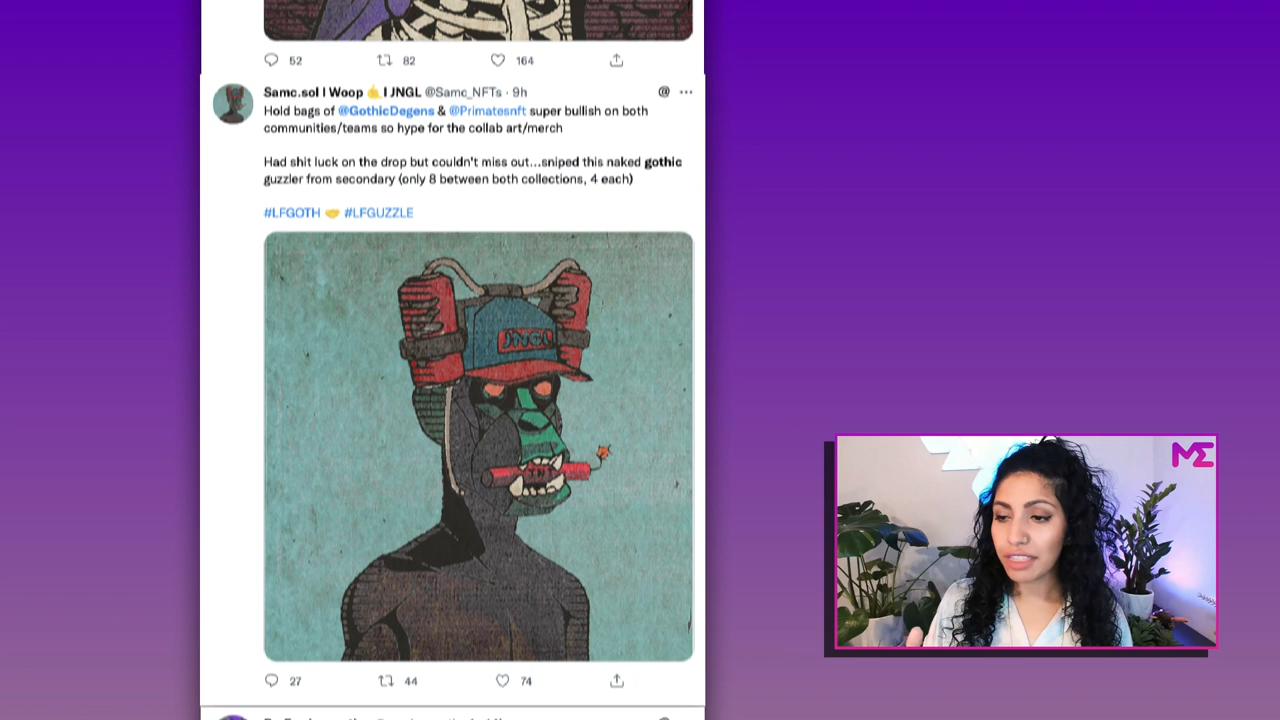 52 82 164
Samc.sol | Woop 🤙 | JNGL @Samc_NFTs · 9h
Hold bags of @GothicDegens & @Primatesnft super bullish on both
communities/teams so hype for the collab art/merch
Had shit luck on the drop but couldn't miss out...sniped this naked gothic
guzzler from secondary (only 8 between both collections, 4 each)
#LFGOTH 🤝 #LFGUZZLE
JNGL
27 44 74
ME